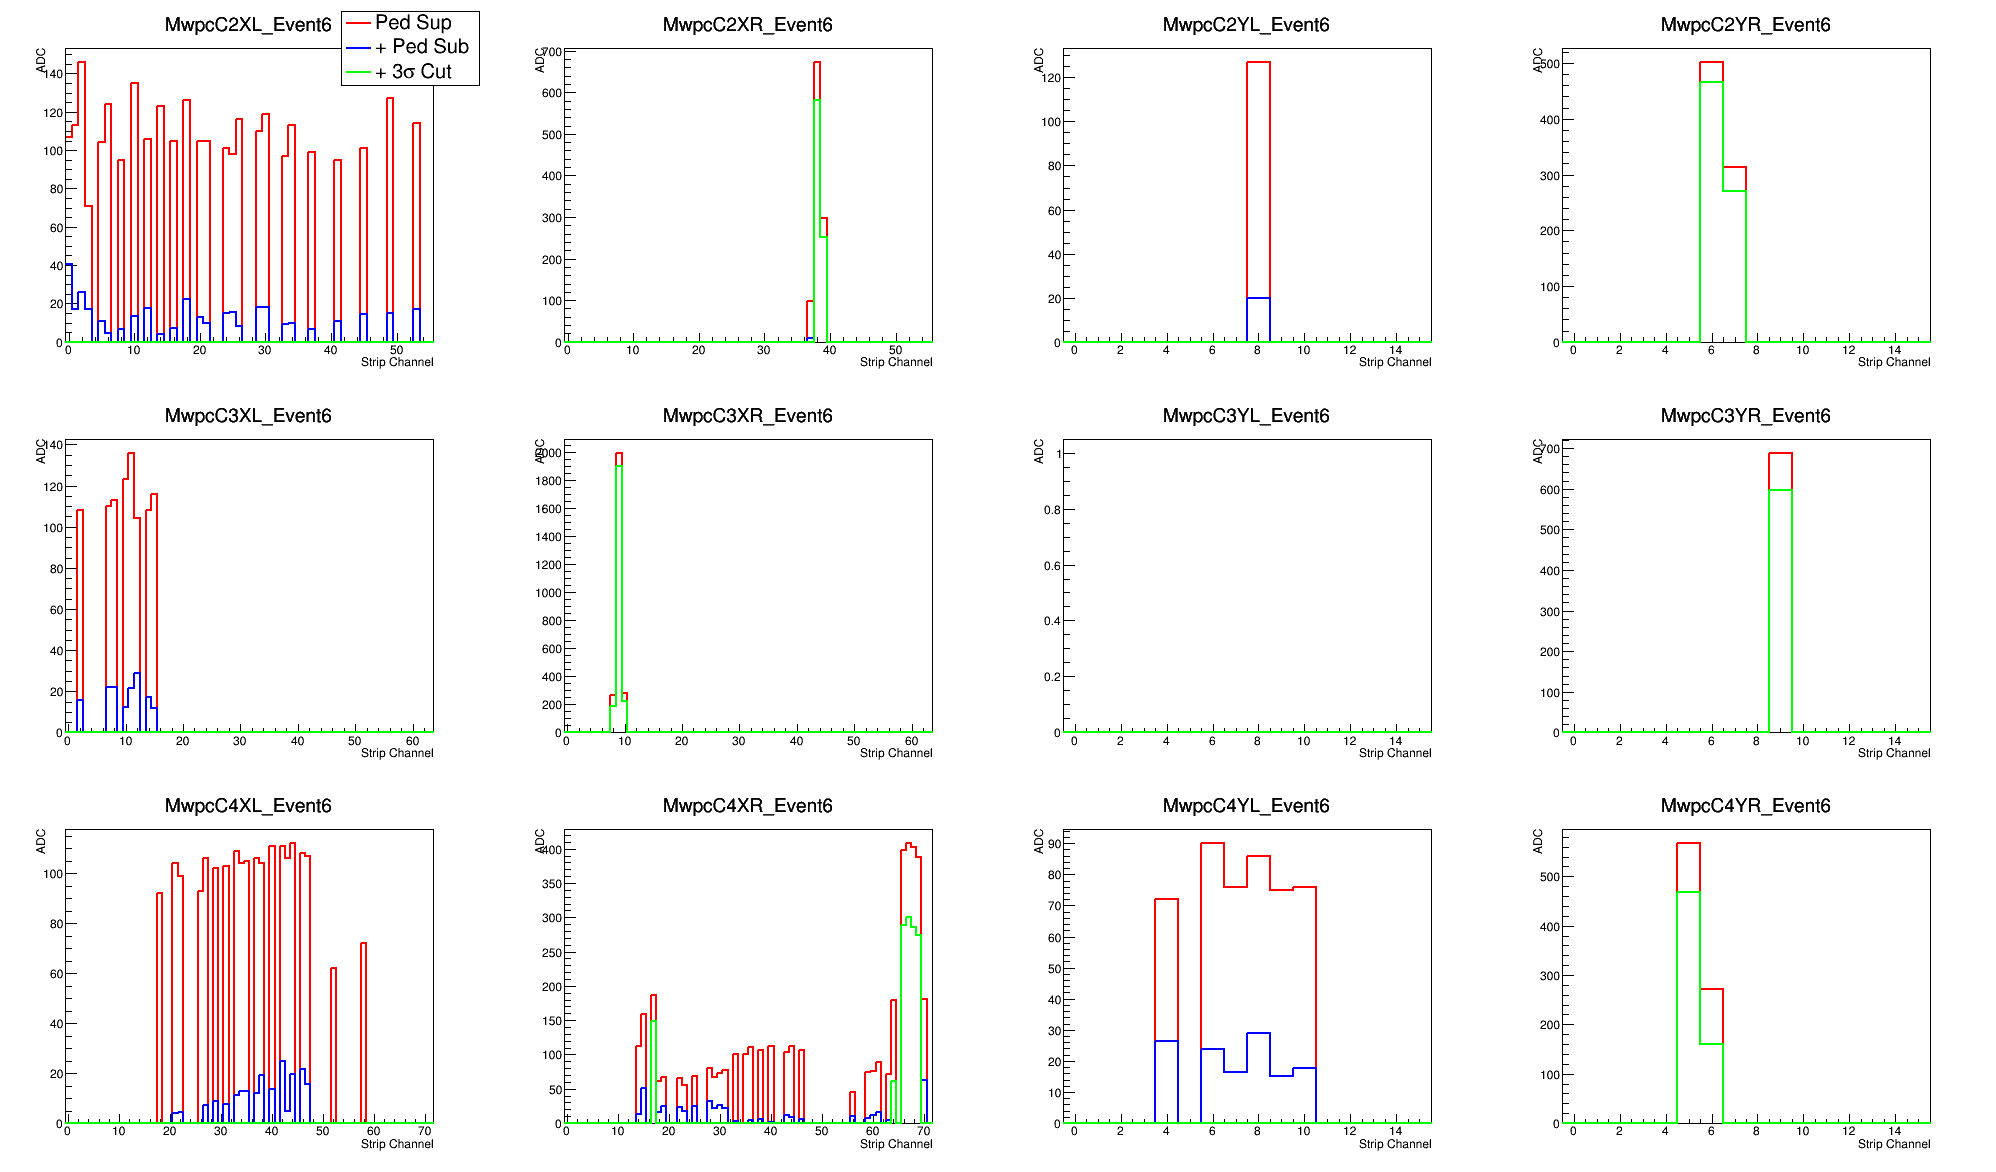 MwpcC2XL_Event6
Ped Sup
+ Ped Sub
+ 3σ Cut
ADC
140
120
100
80
60
40
20
0
0 10 20 30 40 50
Strip Channel
MwpcC2XR_Event6
ADC
700
600
500
400
300
200
100
0
0 10 20 30 40 50
Strip Channel
MwpcC2YL_Event6
ADC
120
100
80
60
40
20
0
0 2 4 6 8 10 12 14
Strip Channel
MwpcC2YR_Event6
ADC
500
400
300
200
100
0
0 2 4 6 8 10 12 14
Strip Channel
MwpcC3XL_Event6
ADC
140
120
100
80
60
40
20
0
0 10 20 30 40 50 60
Strip Channel
MwpcC3XR_Event6
ADC
2000
1800
1600
1400
1200
1000
800
600
400
200
0
0 10 20 30 40 50 60
Strip Channel
MwpcC3YL_Event6
ADC
1
0.8
0.6
0.4
0.2
0
0 2 4 6 8 10 12 14
Strip Channel
MwpcC3YR_Event6
ADC
700
600
500
400
300
200
100
0
0 2 4 6 8 10 12 14
Strip Channel
MwpcC4XL_Event6
ADC
100
80
60
40
20
0
0 10 20 30 40 50 60 70
Strip Channel
MwpcC4XR_Event6
ADC
400
350
300
250
200
150
100
50
0
0 10 20 30 40 50 60 70
Strip Channel
MwpcC4YL_Event6
ADC
90
80
70
60
50
40
30
20
10
0
0 2 4 6 8 10 12 14
Strip Channel
MwpcC4YR_Event6
ADC
500
400
300
200
100
0
0 2 4 6 8 10 12 14
Strip Channel